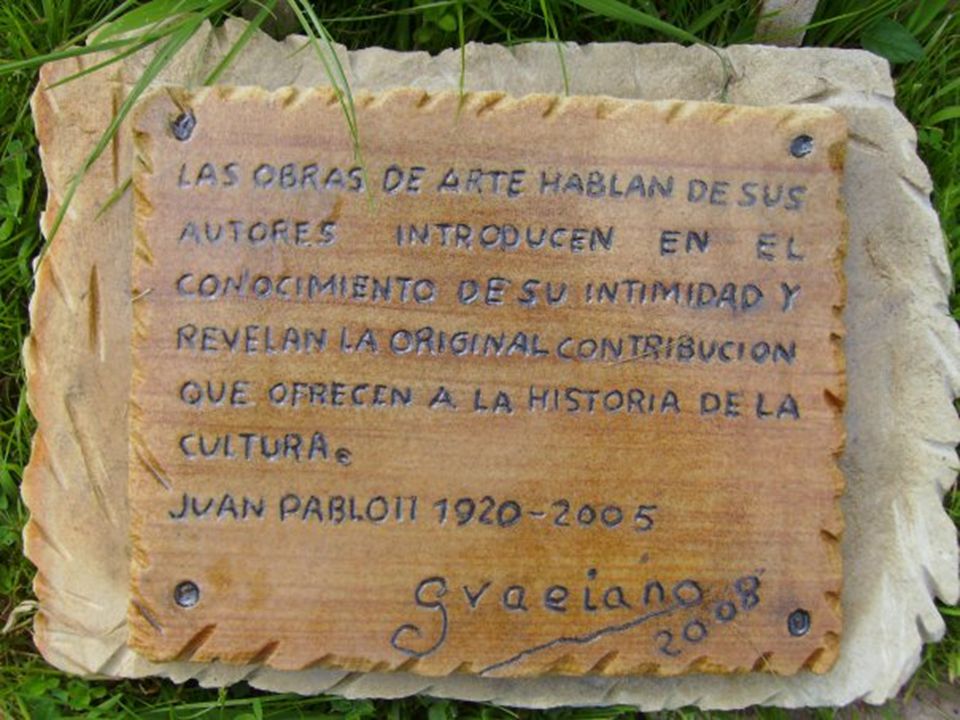 LAS OBRAS DE ARTE HABLAN DE SUS
AUTORES INTRODUCEN EN EL
CONOCIMIENTO DE SU INTIMIDAD Y
REVELAN LA ORIGINAL CONTRIBUCION
QUE OFRECEN A LA HISTORIA DE LA
CULTURA.
JUAN PABLO II 1920-2005
graciano
2008